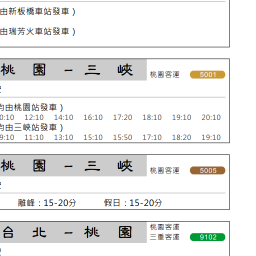 由新板橋車站發車）
由瑞芳火車站發車）
桃 園 – 三 峽 桃園客運 5001
均由桃園站發車）
0:10 12:10 14:10 16:10 17:20 18:10 19:10 20:10
均由三峽站發車）
9:10 11:10 13:10 15:10 15:50 17:10 18:20 19:10
桃 園 – 三 峽 桃園客運 5005
離峰：15-20分 假日：15-20分
台 北 – 桃 園 桃園客運 三重客運 9102